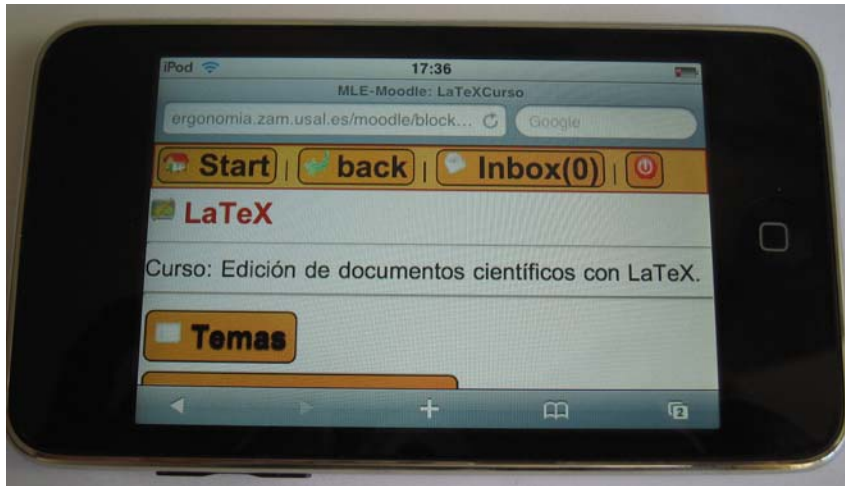 iPod 17:36
MLE-Moodle: LaTeXCurso
ergonomia.zam.usal.es/moodle/block... Google
Start | back | Inbox(0) |
LaTeX
Curso: Edición de documentos científicos con LaTeX.
Temas
2